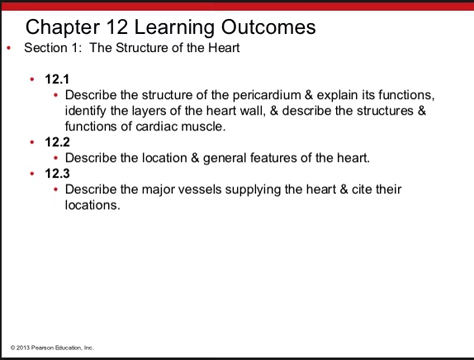 Chapter 12 Learning Outcomes
• Section 1: The Structure of the Heart
• 12.1
• Describe the structure of the pericardium & explain its functions,
identify the layers of the heart wall, & describe the structures &
functions of cardiac muscle.
• 12.2
• Describe the location & general features of the heart.
• 12.3
• Describe the major vessels supplying the heart & cite their
locations.
© 2013 Pearson Education, Inc.